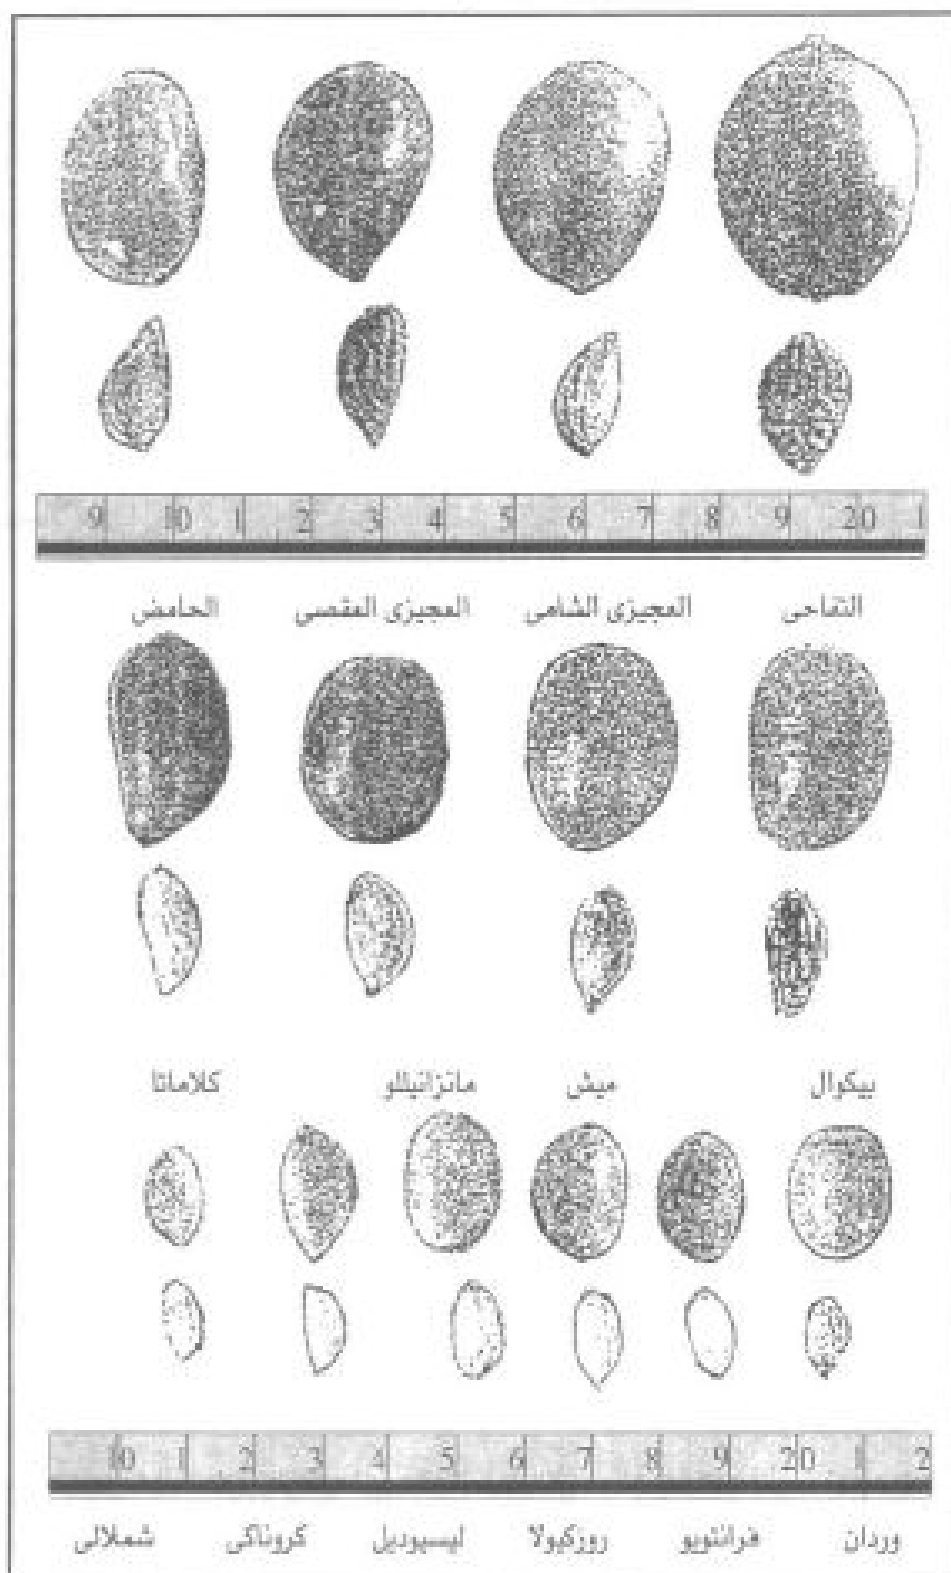 9 10 1 2 3 4 5 6 7 8 9 20 1
التفاحى العجيزى الشامى العجيزى العقصى الحامض
بيكوال ميش مانزانيللو كلاماتا
10 1 2 3 4 5 6 7 8 9 20 1 2
وردان فرانتويو روزكيولا ليسيوديل كروناكى شملالى